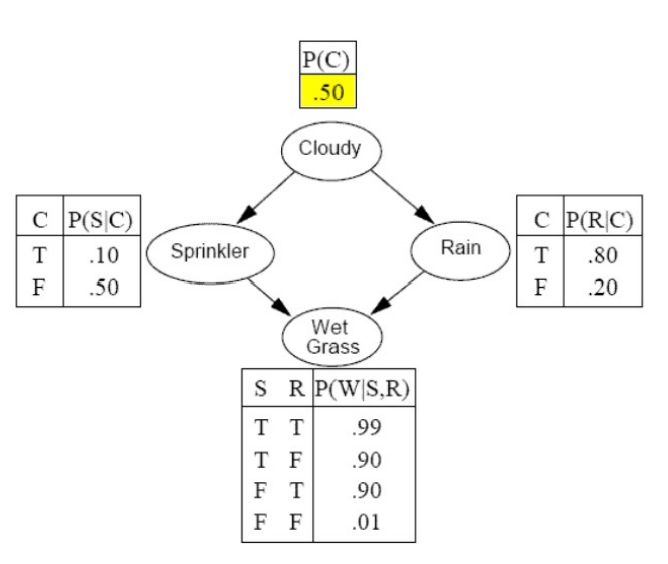 P(C)
.50
Cloudy
C P(S|C)
T .10
F .50
Sprinkler
Rain
C P(R|C)
T .80
F .20
Wet
Grass
S R P(W|S,R)
T T .99
T F .90
F T .90
F F .01